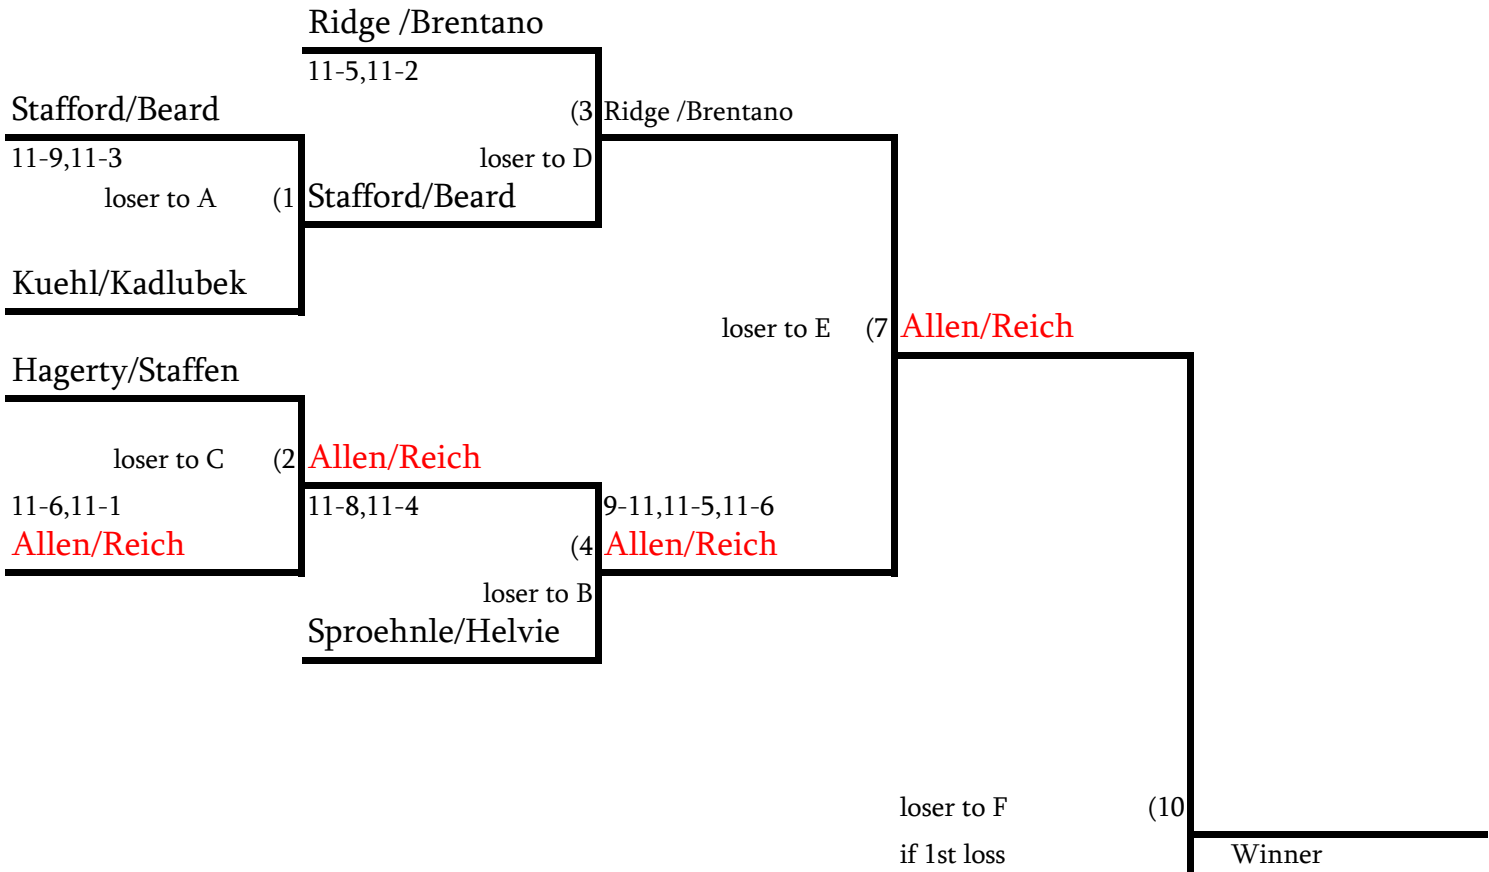 Ridge /Brentano
11-5,11-2
Stafford/Beard
(3 Ridge /Brentano
11-9,11-3
loser to D
loser to A (1 Stafford/Beard
Kuehl/Kadlubek
loser to E (7 Allen/Reich
Hagerty/Staffen
loser to C (2 Allen/Reich
11-6,11-1
11-8,11-4
9-11,11-5,11-6
Allen/Reich
(4 Allen/Reich
loser to B
Sproehnle/Helvie
loser to F (10
if 1st loss
Winner